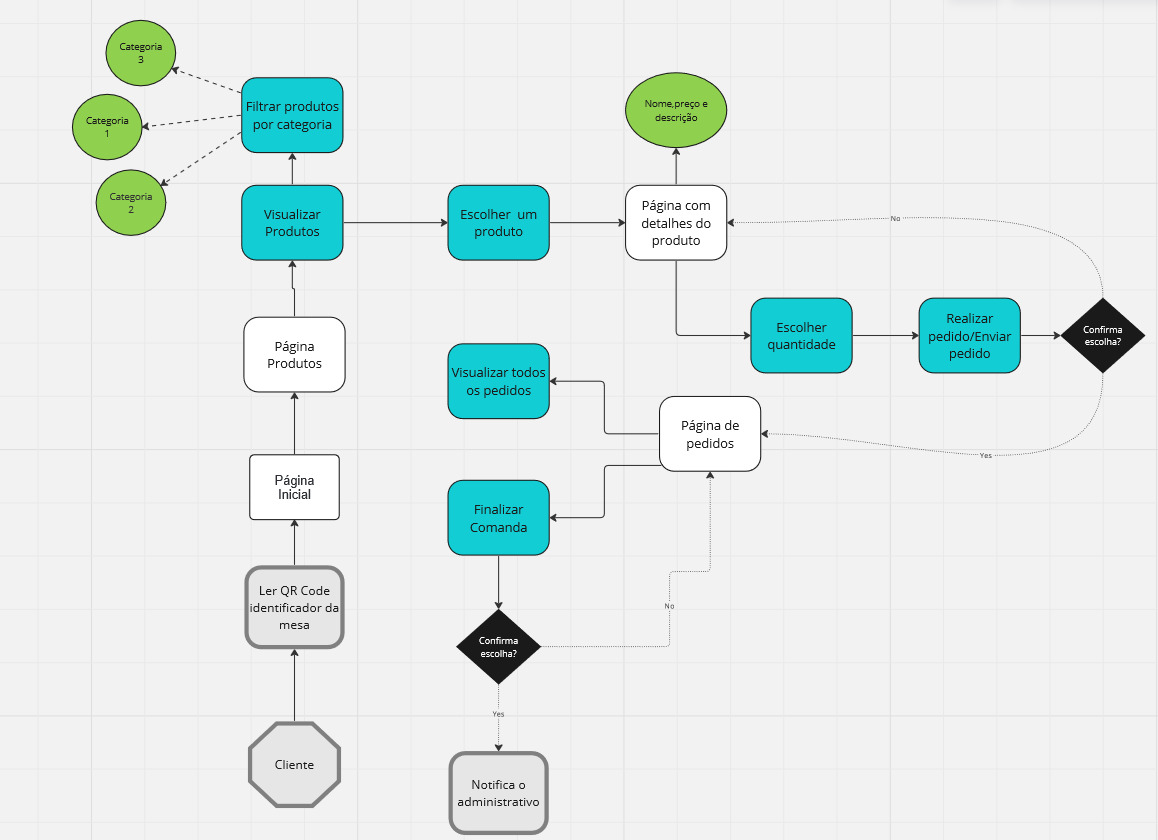 Categoria
3
Categoria
1
Categoria
2
Filtrar produtos
por categoria
Nome,preço e
descrição
Visualizar
Produtos
Escolher um
produto
Página com
detalhes do
produto
No
Página
Produtos
Escolher
quantidade
Realizar
pedido/Enviar
pedido
Confirma
escolha?
Visualizar todos
os pedidos
Página de
pedidos
Yes
Página
Inicial
Finalizar
Comanda
Ler QR Code
identificador da
mesa
No
Confirma
escolha?
Yes
Cliente
Notifica o
administrativo